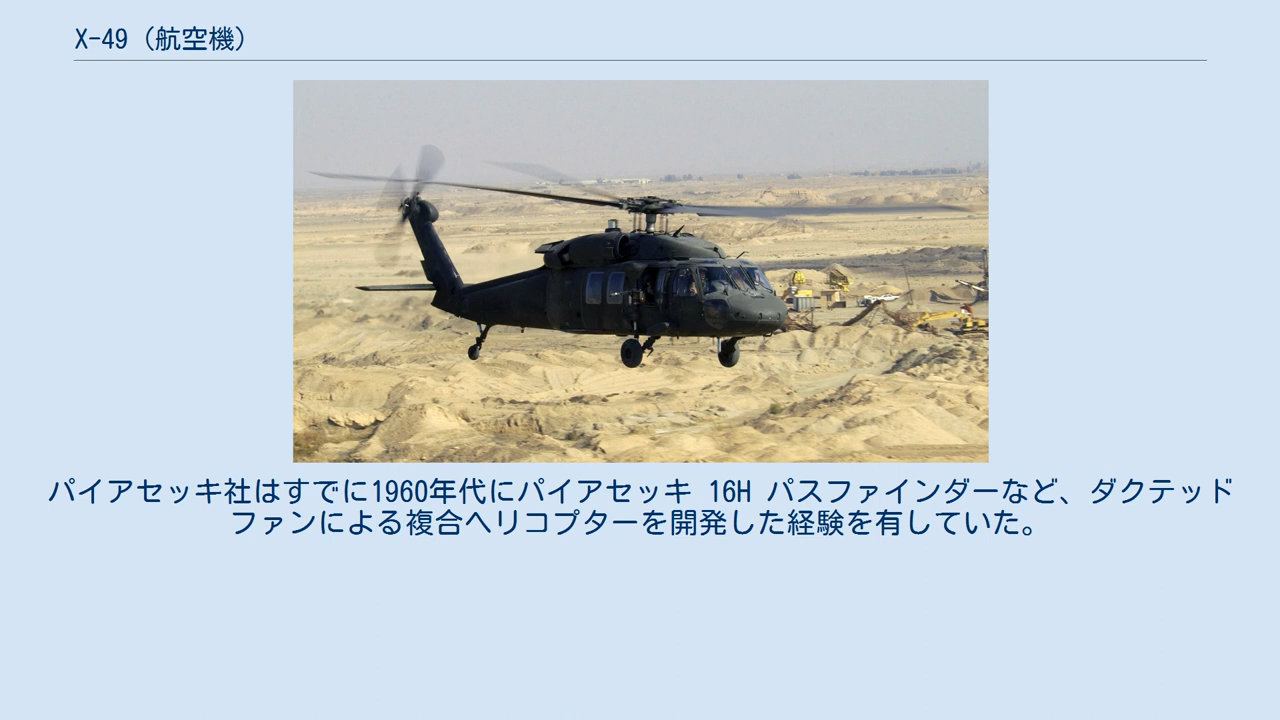 X-49（航空機）
パイアセッキ社はすでに1960年代にパイアセッキ 16H パスファインダーなど、ダクテッド
ファンによる複合ヘリコプターを開発した経験を有していた。